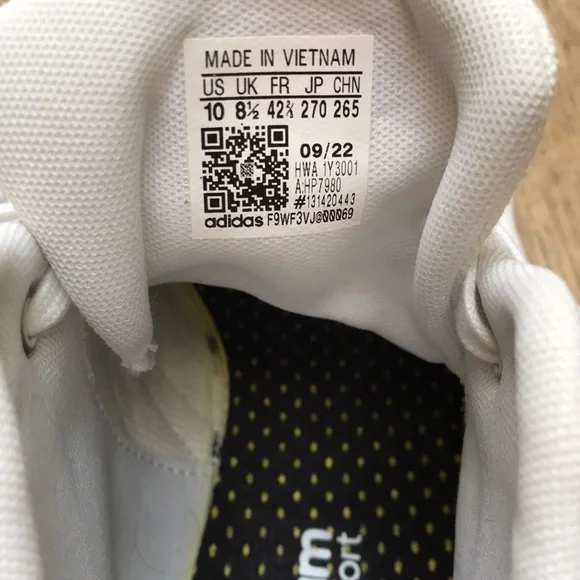 MADE IN VIETNAM
US UK FR JP CHN
10 8½ 42⅔ 270 265
09/22
HWA 1Y3001
A:HP7980
#131420443
adidas F9WF3VJ@00069